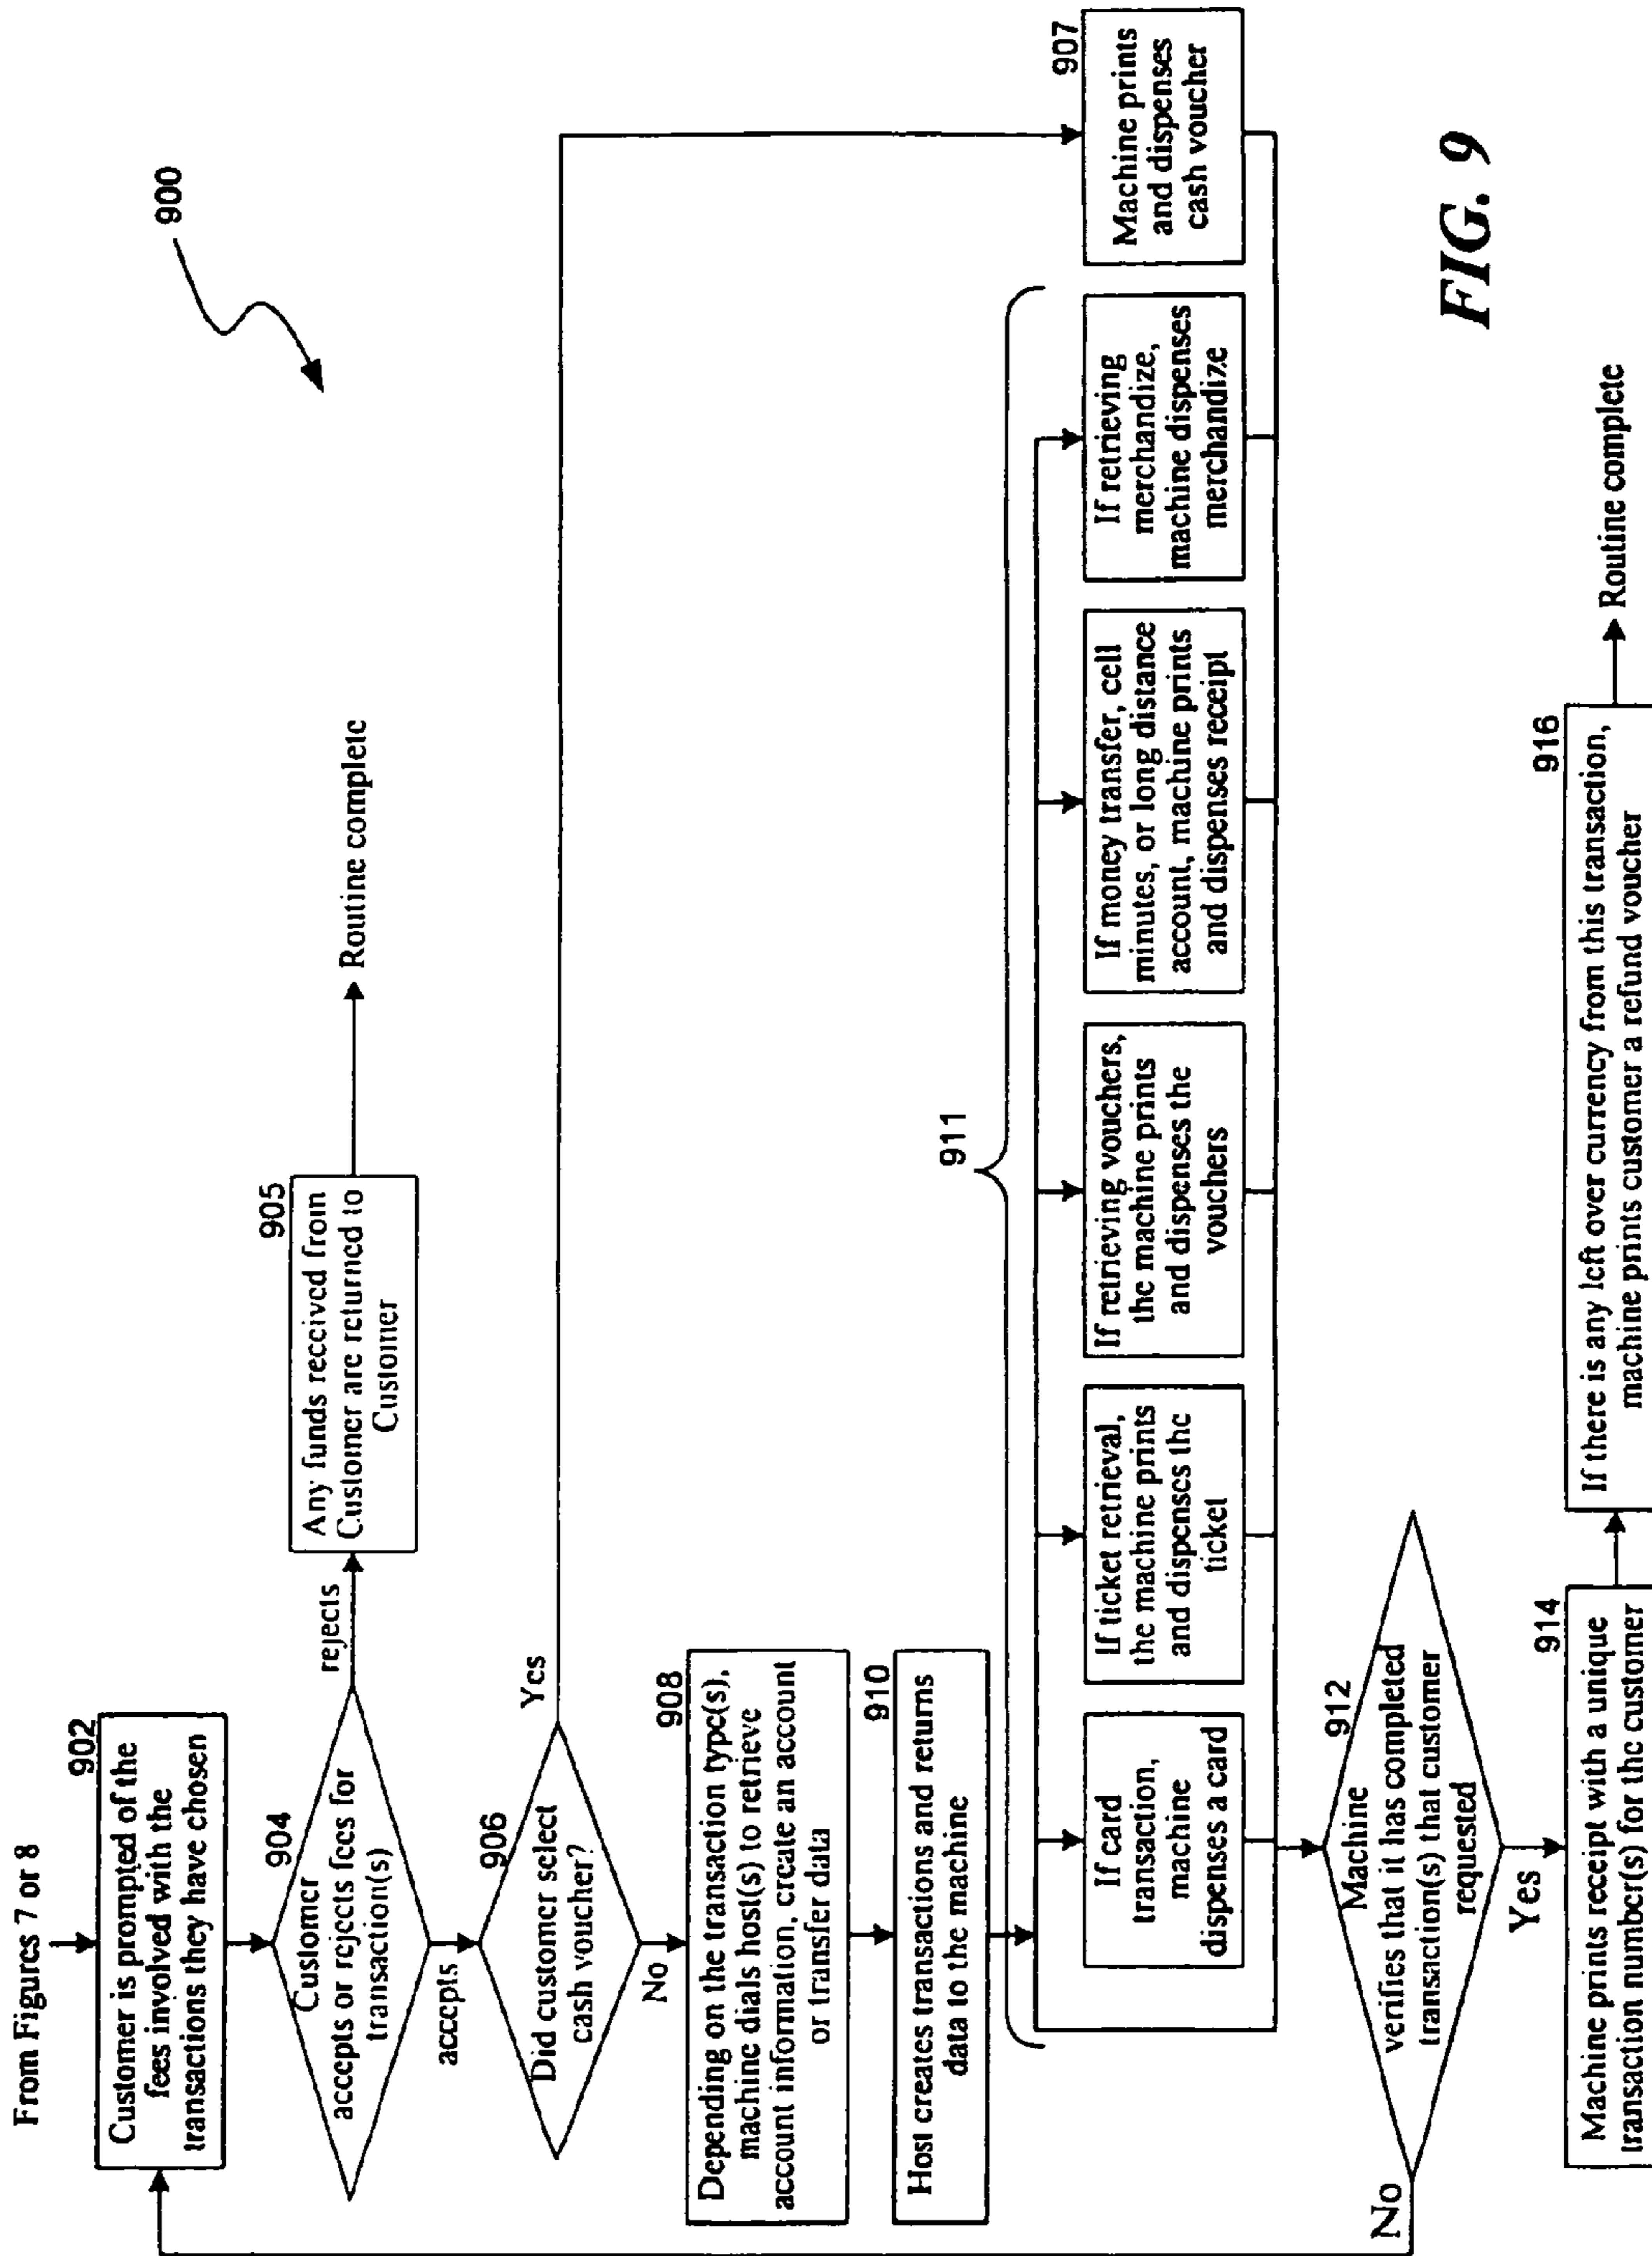 From Figures 7 or 8
900
902
Customer is prompted of the
fees involved with the
transactions they have chosen
904
Customer
accepts or rejects fees for
transaction(s)
rejects
905
Any funds received from
Customer are returned to
Customer
Routine complete
accepts
906
Did customer select
cash voucher?
Yes
No
908
Depending on the transaction type(s),
machine dials host(s) to retrieve
account information, create an account
or transfer data
910
Host creates transactions and returns
data to the machine
911
If card
transaction,
machine
dispenses a card
If ticket retrieval,
the machine prints
and dispenses the
ticket
If retrieving vouchers,
the machine prints
and dispenses the
vouchers
If money transfer, cell
minutes, or long distance
account, machine prints
and dispenses receipt
If retrieving
merchandize,
machine dispenses
merchandize
907
Machine prints
and dispenses
cash voucher
912
Machine
verifies that it has completed
transaction(s) that customer
requested
No
Yes
914
Machine prints receipt with a unique
transaction number(s) for the customer
916
If there is any left over currency from this transaction,
machine prints customer a refund voucher
Routine complete
FIG. 9